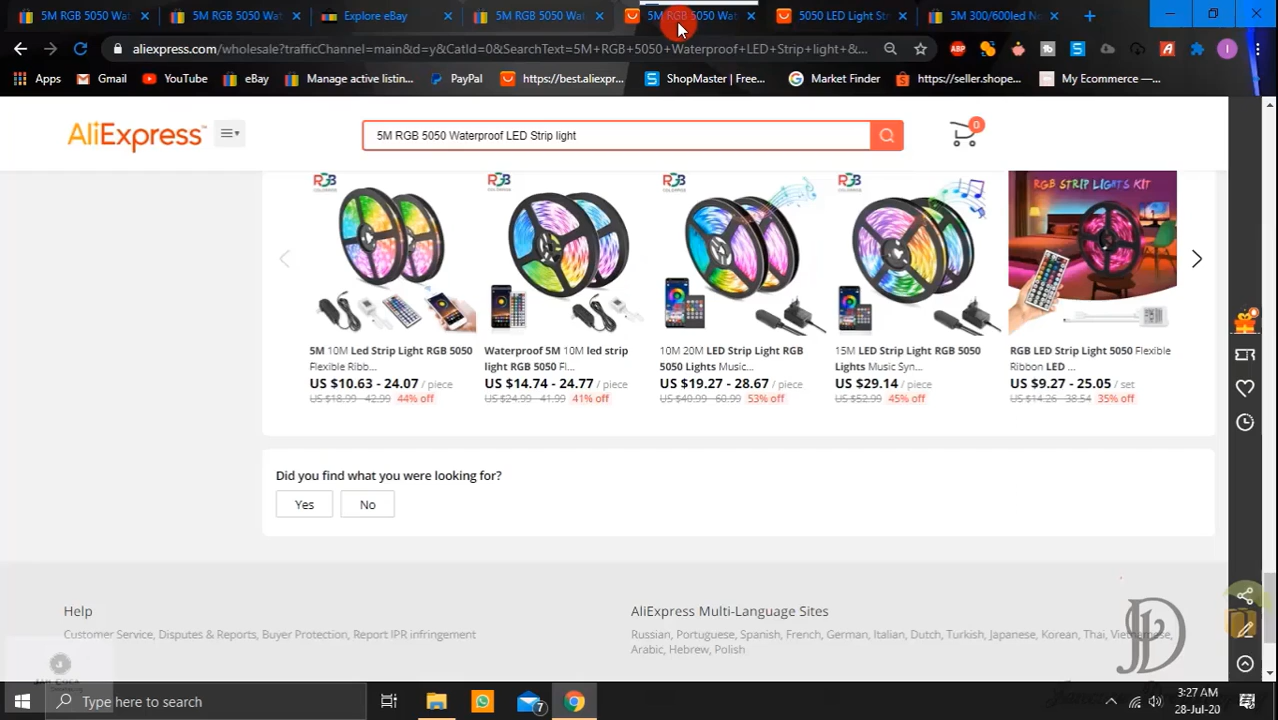 5M RGB 5050 Wat
5M RGB 5050 Wat
Explore eBay
5M RGB 5050 Wat
5M RGB 5050 Wat
5050 LED Light Str
5M 300/600led Ne
aliexpress.com/wholesale?trafficChannel=main&d=y&CatId=0&SearchText=5M+RGB+5050+Waterproof+LED+Strip+light+&...
ABP
Apps
Gmail
YouTube
eBay
Manage active listin...
PayPal
https://best.aliexpr...
ShopMaster | Free...
Market Finder
https://seller.shope...
My Ecommerce —...
AliExpress
5M RGB 5050 Waterproof LED Strip light
0
RGB
RGB
RGB
RGB
RGB STRIP LIGHTS KIT
5M 10M Led Strip Light RGB 5050
Flexible Ribb...
US $10.63 - 24.07 / piece
US $18.99 - 42.99 44% off
Waterproof 5M 10M led strip
light RGB 5050 Fl...
US $14.74 - 24.77 / piece
US $24.99 - 41.99 41% off
10M 20M LED Strip Light RGB
5050 Lights Music...
US $19.27 - 28.67 / piece
US $40.99 - 60.99 53% off
15M LED Strip Light RGB 5050
Lights Music Syn...
US $29.14 / piece
US $52.99 45% off
RGB LED Strip Light 5050 Flexible
Ribbon LED ...
US $9.27 - 25.05 / set
US $14.26 - 38.54 35% off
Did you find what you were looking for?
Yes
No
Help
Customer Service, Disputes & Reports, Buyer Protection, Report IPR infringement
AliExpress Multi-Language Sites
Russian, Portuguese, Spanish, French, German, Italian, Dutch, Turkish, Japanese, Korean, Thai, Vietnamese,
Arabic, Hebrew, Polish
Type here to search
7
3:27 AM
28-Jul-20